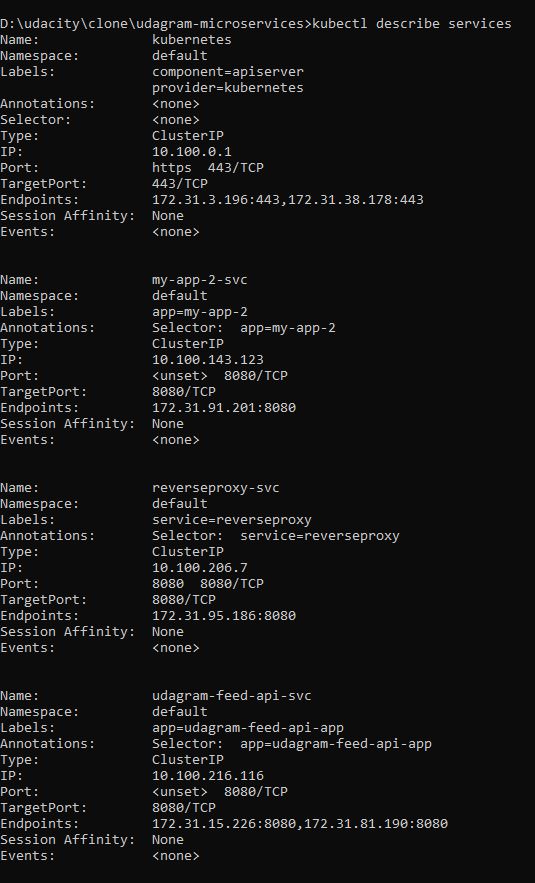 D:\udacity\clone\udagram-microservices>kubectl describe services
Name:              kubernetes
Namespace:         default
Labels:            component=apiserver
                   provider=kubernetes
Annotations:       <none>
Selector:          <none>
Type:              ClusterIP
IP:                10.100.0.1
Port:              https  443/TCP
TargetPort:        443/TCP
Endpoints:         172.31.3.196:443,172.31.38.178:443
Session Affinity:  None
Events:            <none>


Name:              my-app-2-svc
Namespace:         default
Labels:            app=my-app-2
Annotations:       Selector:  app=my-app-2
Type:              ClusterIP
IP:                10.100.143.123
Port:              <unset>  8080/TCP
TargetPort:        8080/TCP
Endpoints:         172.31.91.201:8080
Session Affinity:  None
Events:            <none>


Name:              reverseproxy-svc
Namespace:         default
Labels:            service=reverseproxy
Annotations:       Selector:  service=reverseproxy
Type:              ClusterIP
IP:                10.100.206.7
Port:              8080  8080/TCP
TargetPort:        8080/TCP
Endpoints:         172.31.95.186:8080
Session Affinity:  None
Events:            <none>


Name:              udagram-feed-api-svc
Namespace:         default
Labels:            app=udagram-feed-api-app
Annotations:       Selector:  app=udagram-feed-api-app
Type:              ClusterIP
IP:                10.100.216.116
Port:              <unset>  8080/TCP
TargetPort:        8080/TCP
Endpoints:         172.31.15.226:8080,172.31.81.190:8080
Session Affinity:  None
Events:            <none>